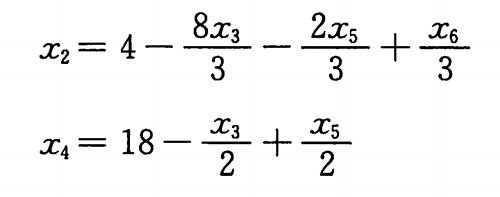 x₂ = 4 − 8x₃/3 − 2x₅/3 + x₆/3
x₄ = 18 − x₃/2 + x₅/2